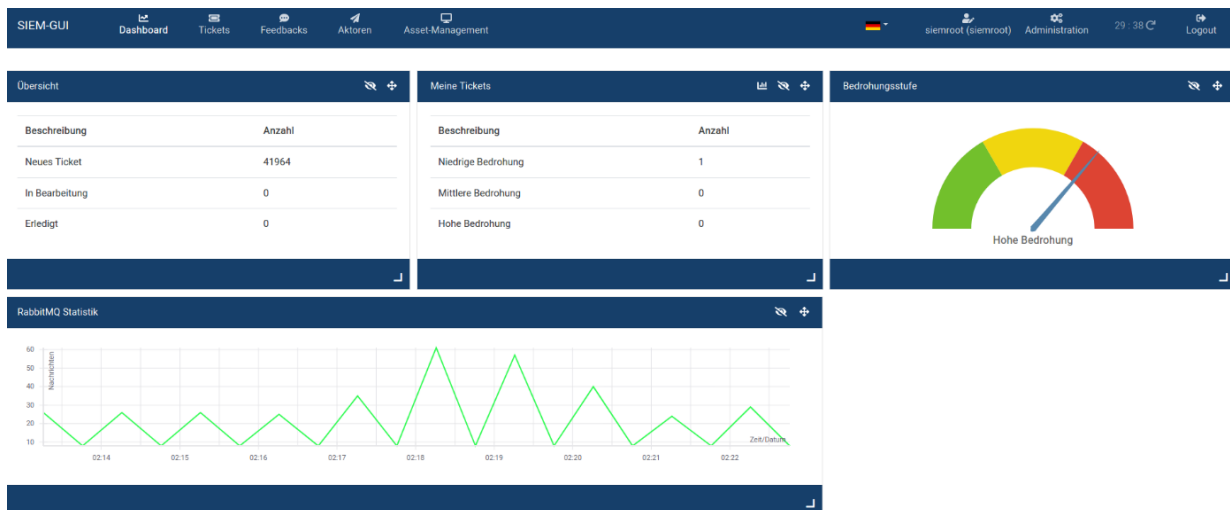 SIEM-GUI
Dashboard
Tickets
Feedbacks
Aktoren
Asset-Management
siemroot (siemroot)
Administration
29 : 38
Logout
Übersicht
Beschreibung Anzahl
Neues Ticket 41964
In Bearbeitung 0
Erledigt 0
Meine Tickets
Beschreibung Anzahl
Niedrige Bedrohung 1
Mittlere Bedrohung 0
Hohe Bedrohung 0
Bedrohungsstufe
Hohe Bedrohung
RabbitMQ Statistik
Nachrichten
60
50
40
30
20
10
Zeit/Datum
02:14 02:15 02:16 02:17 02:18 02:19 02:20 02:21 02:22